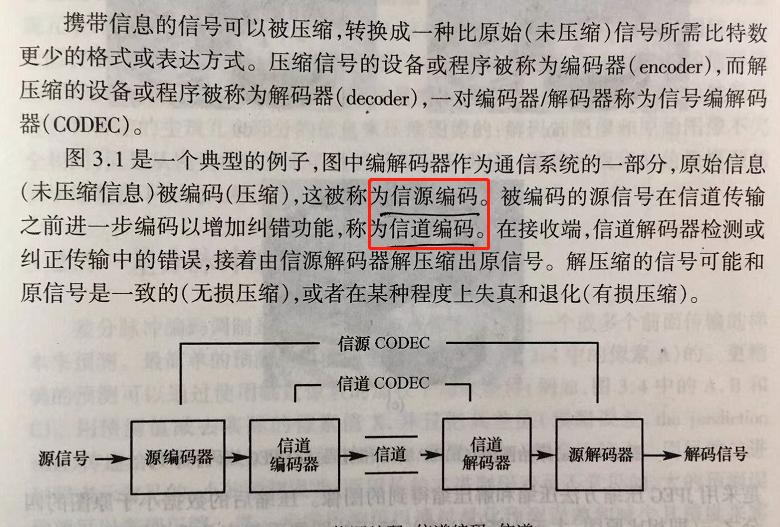 携带信息的信号可以被压缩,转换成一种比原始(未压缩)信号所需比特数
更少的格式或表达方式。压缩信号的设备或程序被称为编码器(encoder),而解
压缩的设备或程序被称为解码器(decoder),一对编码器/解码器称为信号编解码
器(CODEC)。
图 3.1 是一个典型的例子,图中编解码器作为通信系统的一部分,原始信息
(未压缩信息)被编码(压缩),这被称为信源编码。被编码的源信号在信道传输
之前进一步编码以增加纠错功能,称为信道编码。在接收端,信道解码器检测或
纠正传输中的错误,接着由信源解码器解压缩出原信号。解压缩的信号可能和
原信号是一致的(无损压缩),或者在某种程度上失真和退化(有损压缩)。
信源 CODEC
信道 CODEC
源信号
源编码器
信道
编码器
信道
信道
解码器
源解码器
解码信号